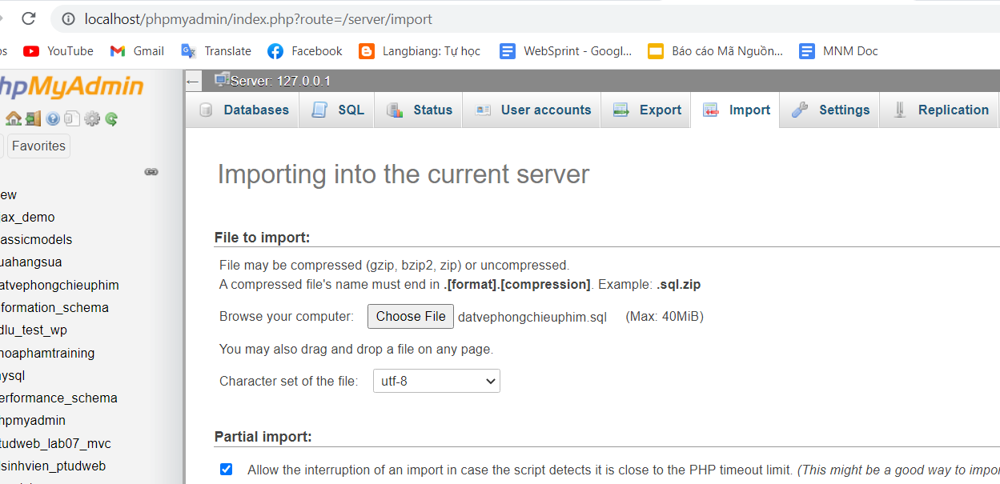 localhost/phpmyadmin/index.php?route=/server/import
ps YouTube Gmail Translate Facebook Langbiang: Tự học WebSprint - Googl... Báo cáo Mã Nguồn... MNM Doc
hpMyAdmin
Favorites
ew
ax_demo
assicmodels
uahangsua
atvephongchieuphim
formation_schema
dlu_test_wp
hoaphamtraining
ysql
erformance_schema
hpmyadmin
tudweb_lab07_mvc
lsinhvien_ptudweb
← Server: 127.0.0.1
Databases SQL Status User accounts Export Import Settings Replication
Importing into the current server
File to import:
File may be compressed (gzip, bzip2, zip) or uncompressed.
A compressed file's name must end in .[format].[compression]. Example: .sql.zip
Browse your computer: Choose File datvephongchieuphim.sql (Max: 40MiB)
You may also drag and drop a file on any page.
Character set of the file: utf-8
Partial import:
Allow the interruption of an import in case the script detects it is close to the PHP timeout limit. (This might be a good way to impor